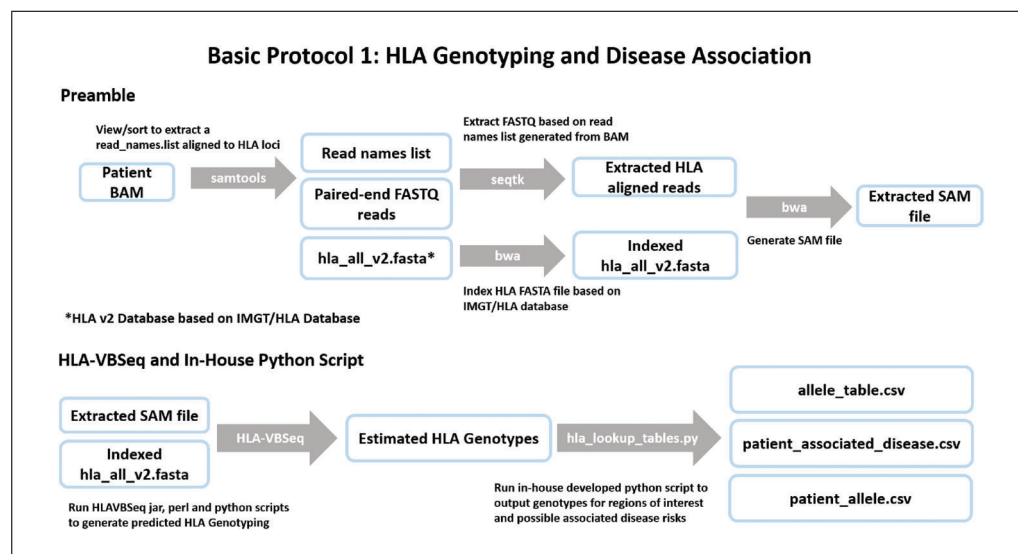 Basic Protocol 1: HLA Genotyping and Disease Association
Preamble
View/sort to extract a
read_names.list aligned to HLA loci
Patient
BAM
samtools
Read names list
Paired-end FASTQ
reads
hla_all_v2.fasta*
Extract FASTQ based on read
names list generated from BAM
seqtk
Extracted HLA
aligned reads
bwa
Index HLA FASTA file based on
IMGT/HLA database
Indexed
hla_all_v2.fasta
bwa
Generate SAM file
Extracted SAM
file
*HLA v2 Database based on IMGT/HLA Database
HLA-VBSeq and In-House Python Script
Extracted SAM file
Indexed
hla_all_v2.fasta
HLA-VBSeq
Run HLAVBSeq jar, perl and python scripts
to generate predicted HLA Genotyping
Estimated HLA Genotypes
hla_lookup_tables.py
Run in-house developed python script to
output genotypes for regions of interest
and possible associated disease risks
allele_table.csv
patient_associated_disease.csv
patient_allele.csv